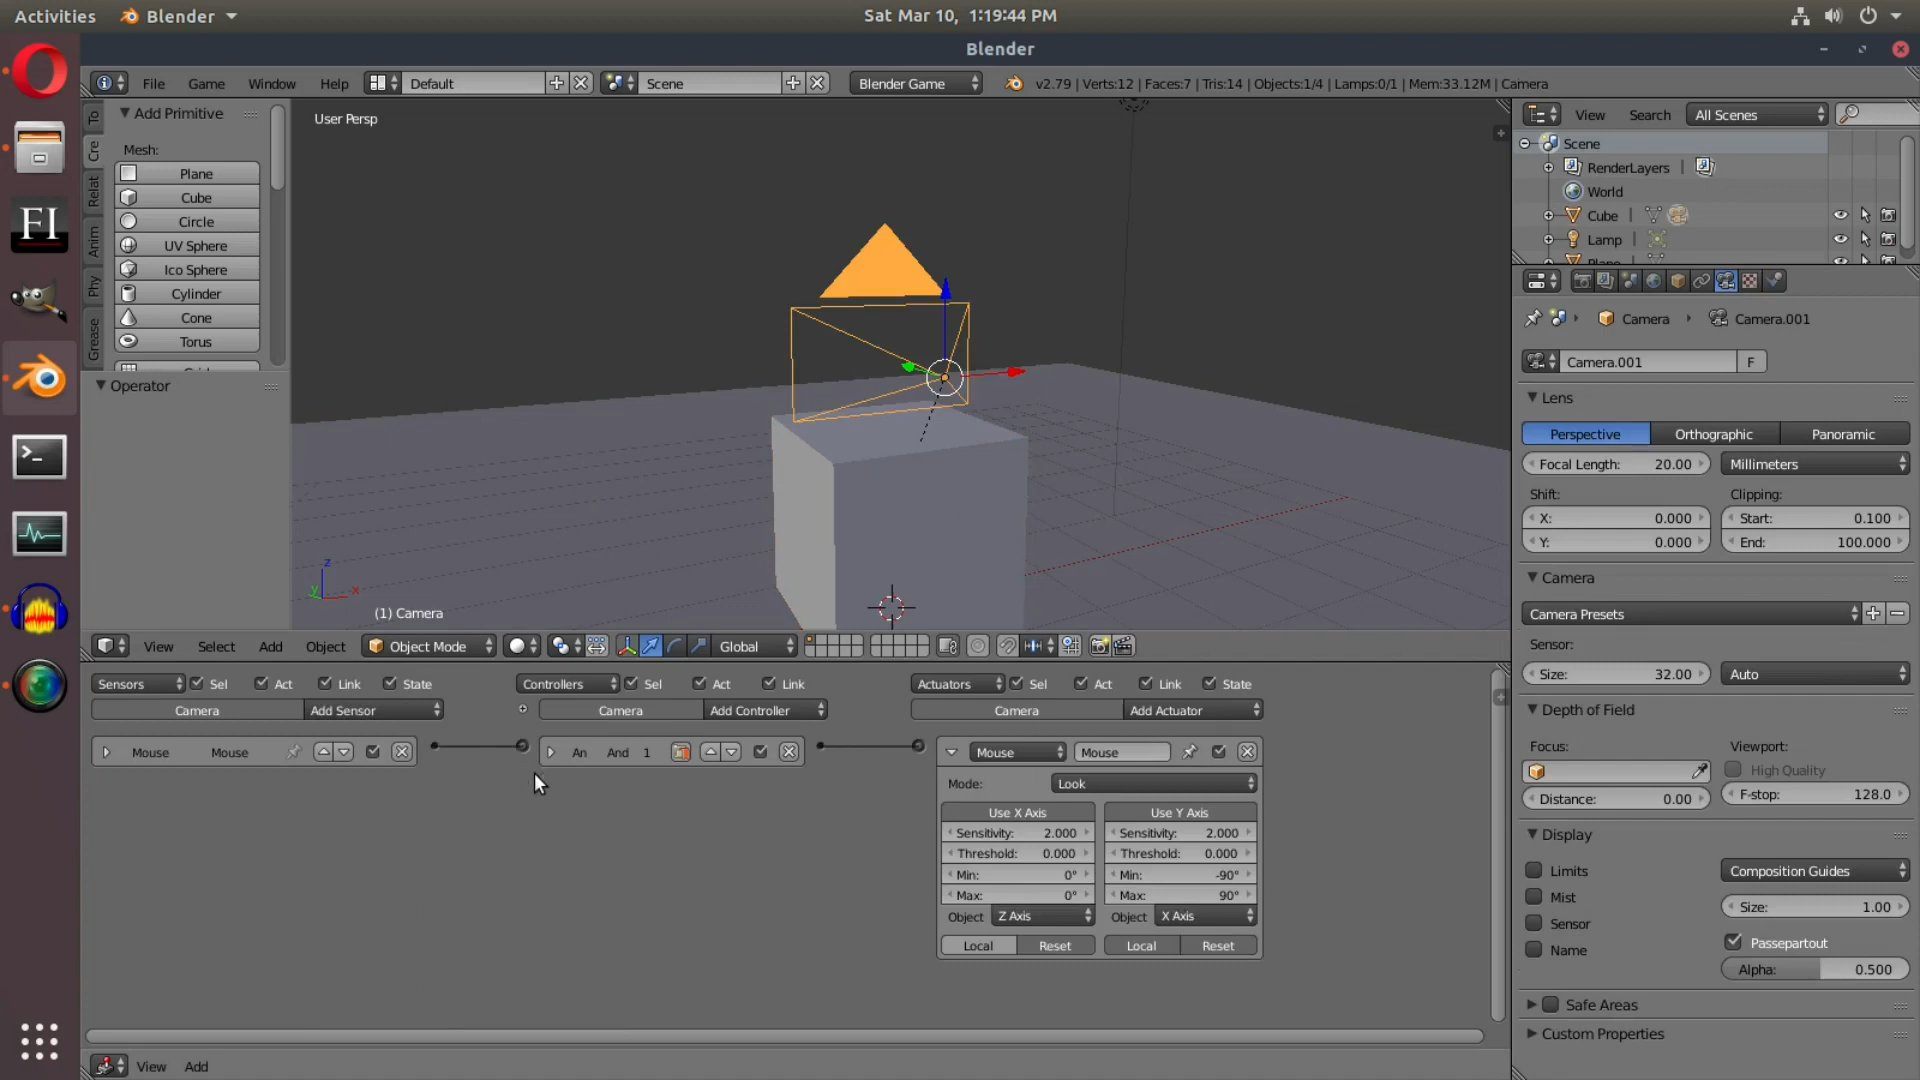 Activities Blender Sat Mar 10, 1:19:44 PM
Blender
File Game Window Help Default Scene Blender Game v2.79 | Verts:12 | Faces:7 | Tris:14 | Objects:1/4 | Lamps:0/1 | Mem:33.12M | Camera
Add Primitive
Mesh:
Plane
Cube
Circle
UV Sphere
Ico Sphere
Cylinder
Cone
Torus
Operator
To
Cre
Relat
Anim
Phy
Grease
FI
User Persp
z
y x
(1) Camera
View Select Add Object Object Mode Global
View Search All Scenes
Scene
RenderLayers |
World
Cube |
Lamp |
Plane
Camera Camera.001
Camera.001 F
Lens
Perspective Orthographic Panoramic
Focal Length: 20.00 Millimeters
Shift: Clipping:
X: 0.000 Start: 0.100
Y: 0.000 End: 100.000
Camera
Camera Presets
Sensor:
Size: 32.00 Auto
Depth of Field
Focus: Viewport:
High Quality
Distance: 0.00 F-stop: 128.0
Display
Limits Composition Guides
Mist Size: 1.00
Sensor
Passepartout
Name
Alpha: 0.500
Safe Areas
Custom Properties
Sensors Sel Act Link State Controllers Sel Act Link Actuators Sel Act Link State
Camera Add Sensor Camera Add Controller Camera Add Actuator
Mouse Mouse An And 1 Mouse Mouse
Mode: Look
Use X Axis Use Y Axis
Sensitivity: 2.000 Sensitivity: 2.000
Threshold: 0.000 Threshold: 0.000
Min: 0° Min: -90°
Max: 0° Max: 90°
Object Z Axis Object X Axis
Local Reset Local Reset
View Add